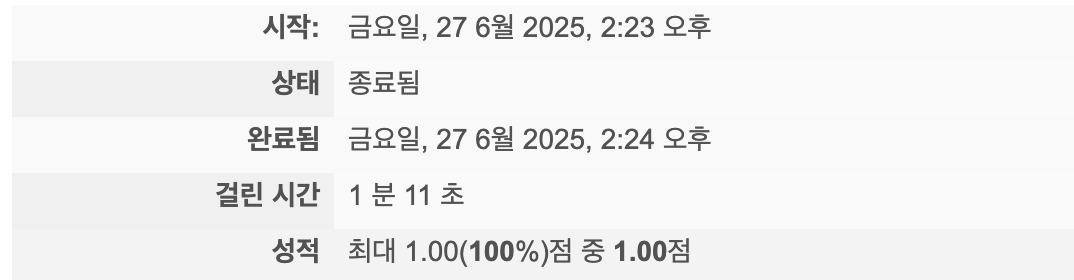 시작: 금요일, 27 6월 2025, 2:23 오후
상태 종료됨
완료됨 금요일, 27 6월 2025, 2:24 오후
걸린 시간 1 분 11 초
성적 최대 1.00(100%)점 중 1.00점